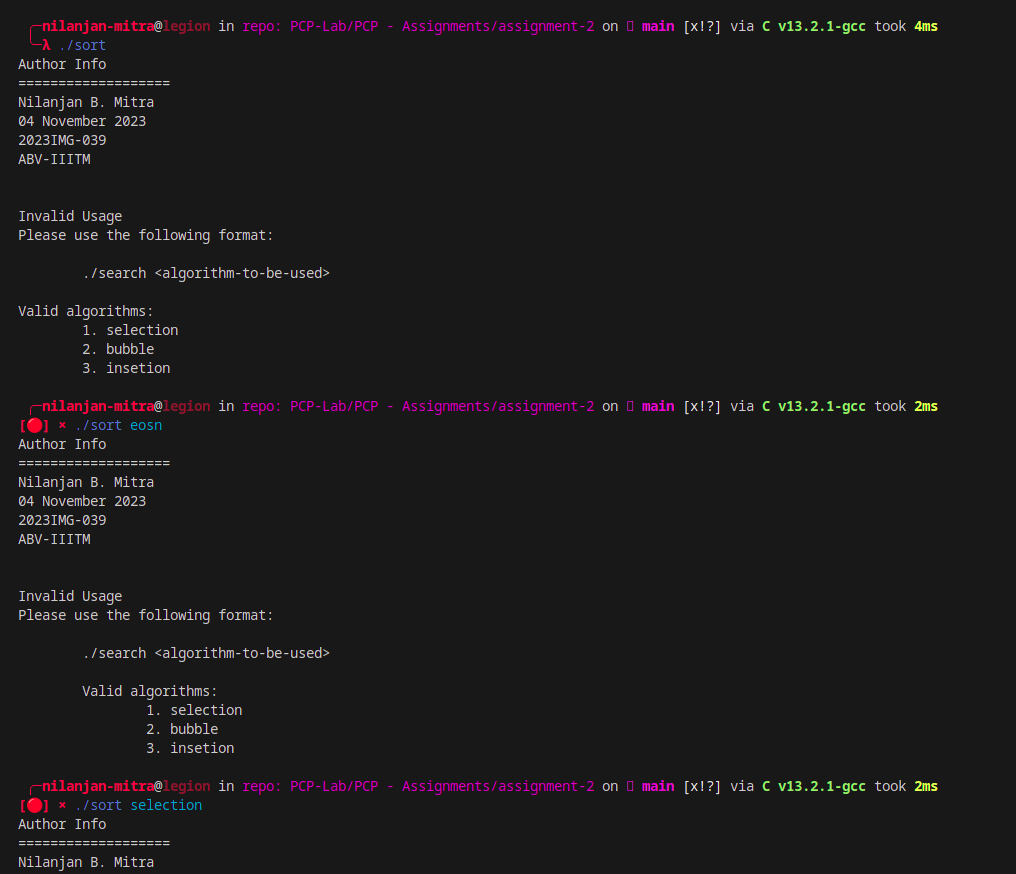 nilanjan-mitra@legion in repo: PCP-Lab/PCP - Assignments/assignment-2 on main [x!?] via C v13.2.1-gcc took 4ms
λ ./sort
Author Info
===================
Nilanjan B. Mitra
04 November 2023
2023IMG-039
ABV-IIITM
Invalid Usage
Please use the following format:
./search <algorithm-to-be-used>
Valid algorithms:
1. selection
2. bubble
3. insetion
nilanjan-mitra@legion in repo: PCP-Lab/PCP - Assignments/assignment-2 on main [x!?] via C v13.2.1-gcc took 2ms
[🔴] × ./sort eosn
Author Info
===================
Nilanjan B. Mitra
04 November 2023
2023IMG-039
ABV-IIITM
Invalid Usage
Please use the following format:
./search <algorithm-to-be-used>
Valid algorithms:
1. selection
2. bubble
3. insetion
nilanjan-mitra@legion in repo: PCP-Lab/PCP - Assignments/assignment-2 on main [x!?] via C v13.2.1-gcc took 2ms
[🔴] × ./sort selection
Author Info
===================
Nilanjan B. Mitra